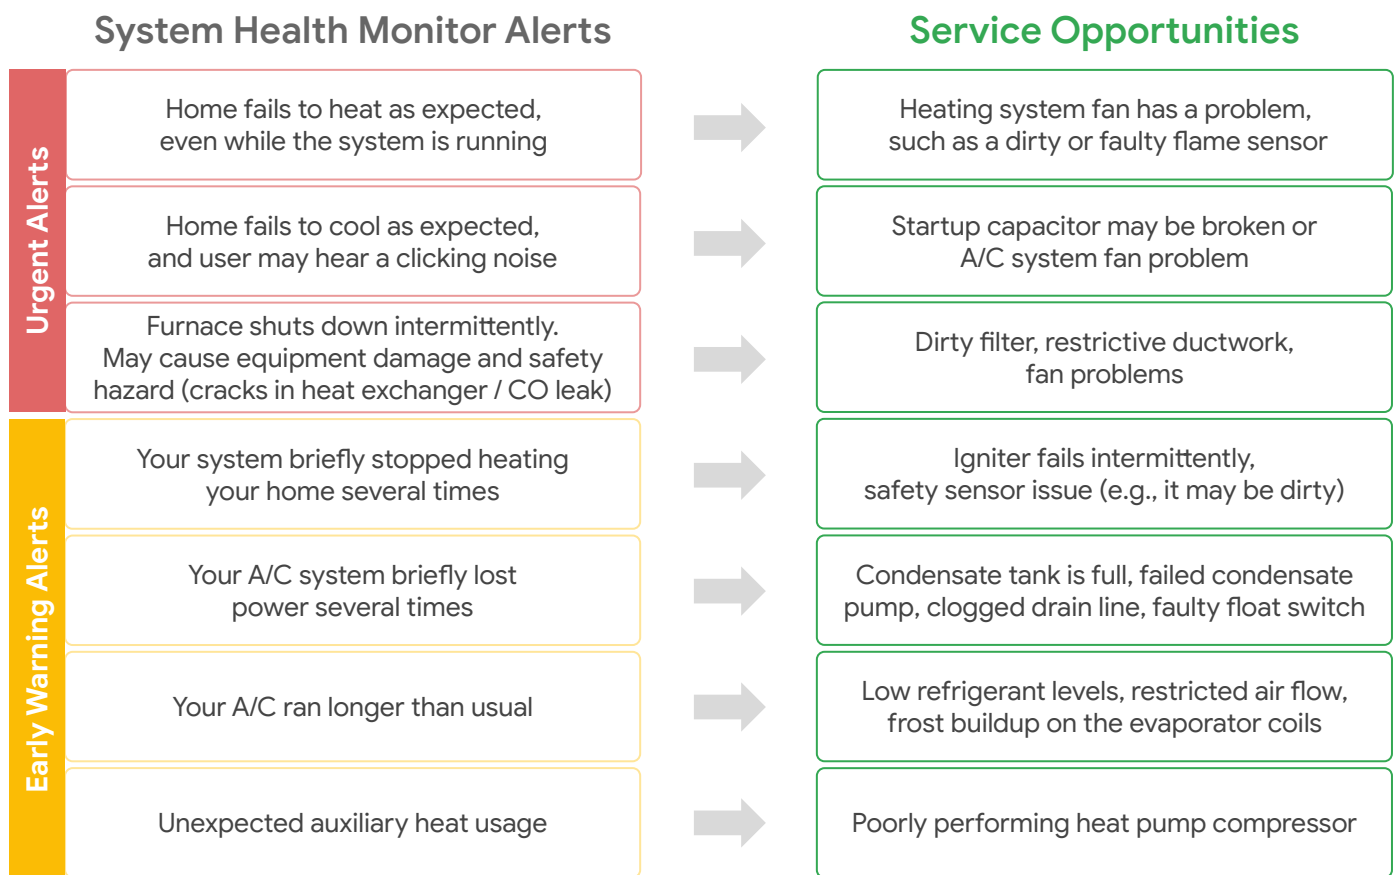 System Health Monitor Alerts
Service Opportunities
Urgent Alerts
Home fails to heat as expected,
even while the system is running
Heating system fan has a problem,
such as a dirty or faulty flame sensor
Home fails to cool as expected,
and user may hear a clicking noise
Startup capacitor may be broken or
A/C system fan problem
Furnace shuts down intermittently.
May cause equipment damage and safety
hazard (cracks in heat exchanger / CO leak)
Dirty filter, restrictive ductwork,
fan problems
Early Warning Alerts
Your system briefly stopped heating
your home several times
Igniter fails intermittently,
safety sensor issue (e.g., it may be dirty)
Your A/C system briefly lost
power several times
Condensate tank is full, failed condensate
pump, clogged drain line, faulty float switch
Your A/C ran longer than usual
Low refrigerant levels, restricted air flow,
frost buildup on the evaporator coils
Unexpected auxiliary heat usage
Poorly performing heat pump compressor